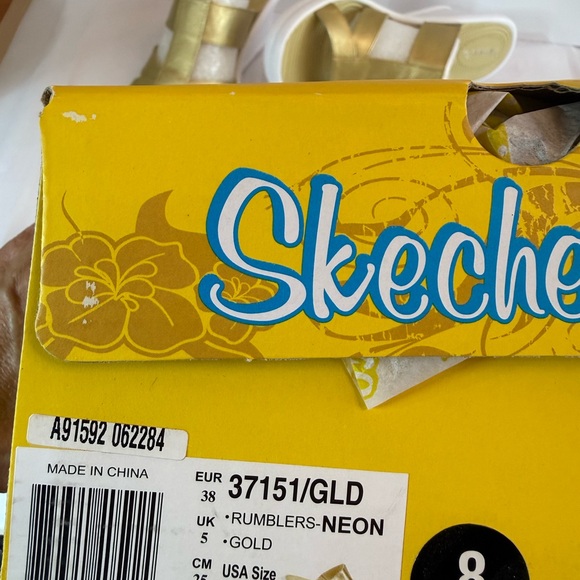 Skeche
A91592 062284
MADE IN CHINA
EUR 38
37151/GLD
UK 5
•RUMBLERS-NEON
•GOLD
CM 25
USA Size
8